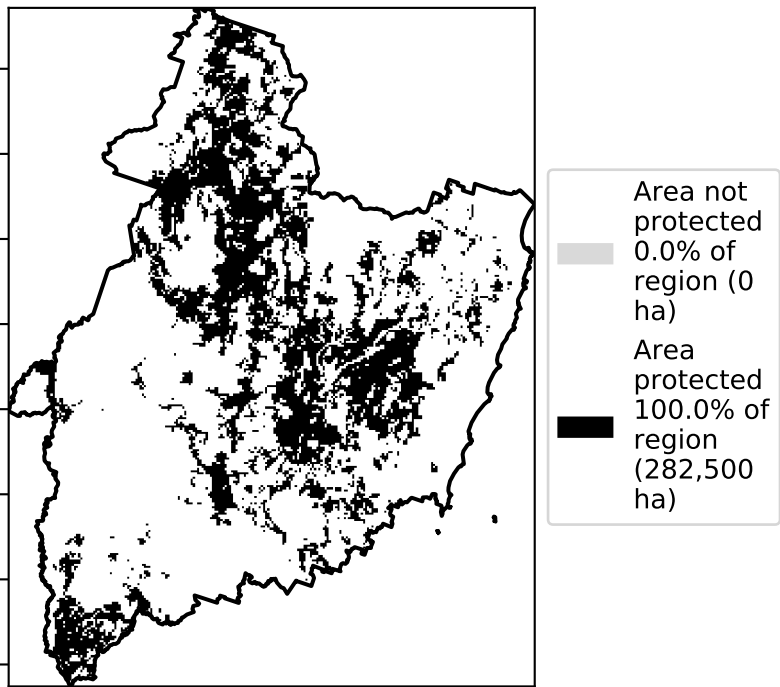 Area not
protected
0.0% of
region (0
ha)
Area
protected
100.0% of
region
(282,500
ha)